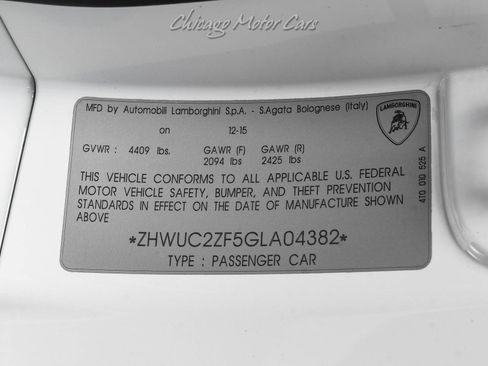 Chicago Motor Cars
MFD by Automobili Lamborghini S.p.A. - S.Agata Bolognese (Italy)
on 12-15
LAMBORGHINI
GVWR : 4409 lbs. GAWR (F) GAWR (R)
2094 lbs 2425 lbs
THIS VEHICLE CONFORMS TO ALL APPLICABLE U.S. FEDERAL
MOTOR VEHICLE SAFETY, BUMPER, AND THEFT PREVENTION
STANDARDS IN EFFECT ON THE DATE OF MANUFACTURE SHOWN
ABOVE
*ZHWUC2ZF5GLA04382*
TYPE : PASSENGER CAR
4T0 010 525 A